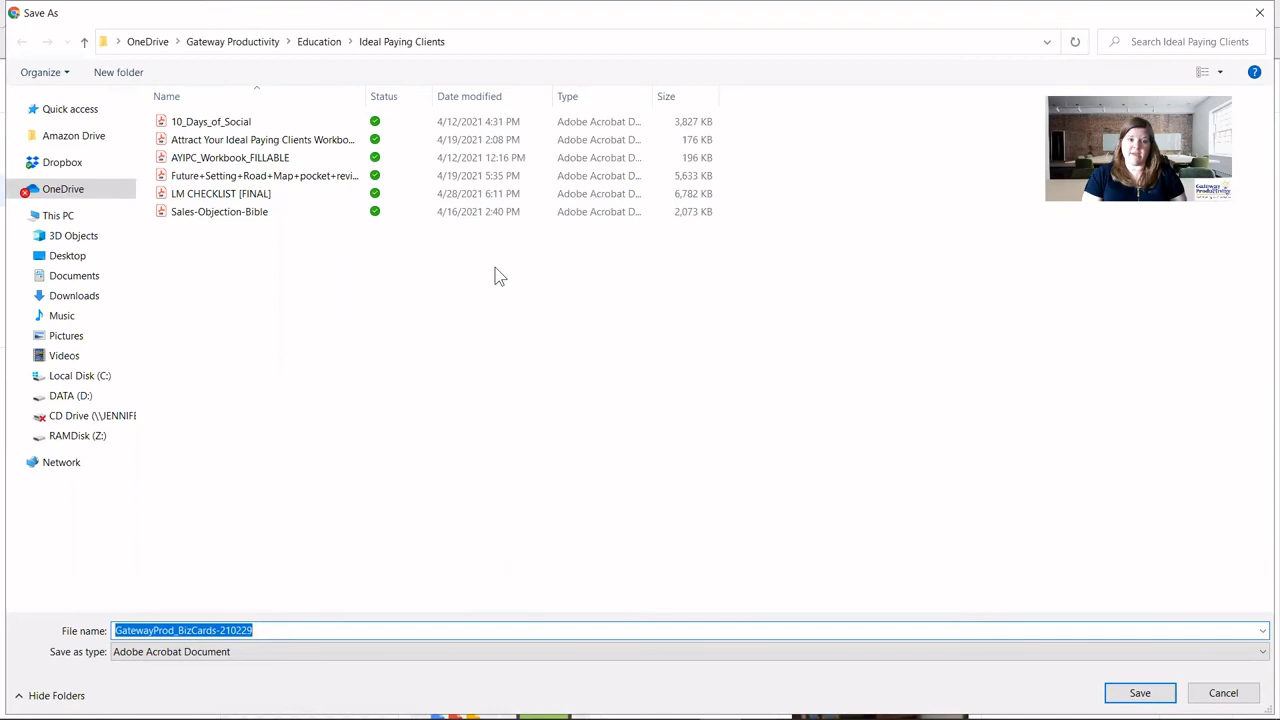 Save As
OneDrive > Gateway Productivity > Education > Ideal Paying Clients
Search Ideal Paying Clients
Organize
New folder
Name Status Date modified Type Size
Quick access
Amazon Drive
Dropbox
OneDrive
This PC
3D Objects
Desktop
Documents
Downloads
Music
Pictures
Videos
Local Disk (C:)
DATA (D:)
CD Drive (\\JENNIFE
RAMDisk (Z:)
Network
10_Days_of_Social 4/12/2021 4:31 PM Adobe Acrobat D... 3,827 KB
Attract Your Ideal Paying Clients Workbo... 4/19/2021 2:08 PM Adobe Acrobat D... 176 KB
AYIPC_Workbook_FILLABLE 4/12/2021 12:16 PM Adobe Acrobat D... 196 KB
Future+Setting+Road+Map+pocket+revi... 4/19/2021 5:35 PM Adobe Acrobat D... 5,633 KB
LM CHECKLIST [FINAL] 4/28/2021 6:11 PM Adobe Acrobat D... 6,782 KB
Sales-Objection-Bible 4/16/2021 2:40 PM Adobe Acrobat D... 2,073 KB
Gateway
Productivity
File name: GatewayProd_BizCards-210229
Save as type: Adobe Acrobat Document
Hide Folders
Save
Cancel